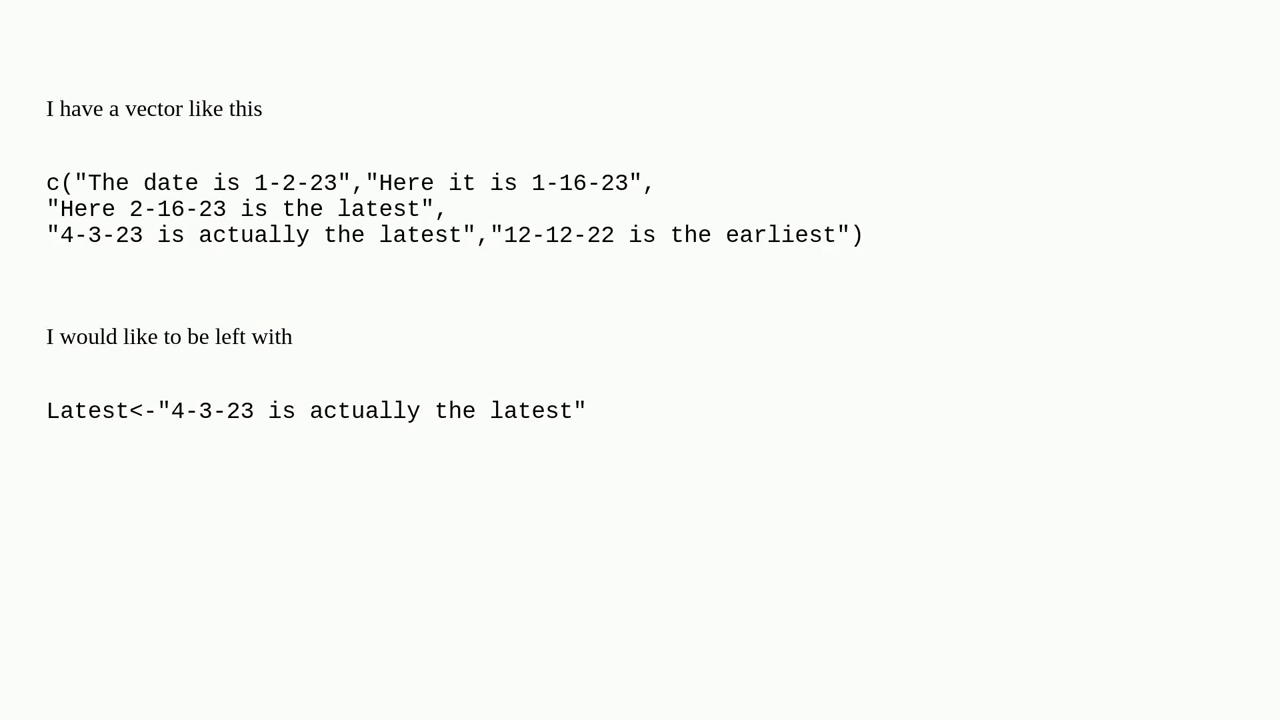 I have a vector like this
c("The date is 1-2-23","Here it is 1-16-23",
"Here 2-16-23 is the latest",
"4-3-23 is actually the latest","12-12-22 is the earliest")
I would like to be left with
Latest<-"4-3-23 is actually the latest"